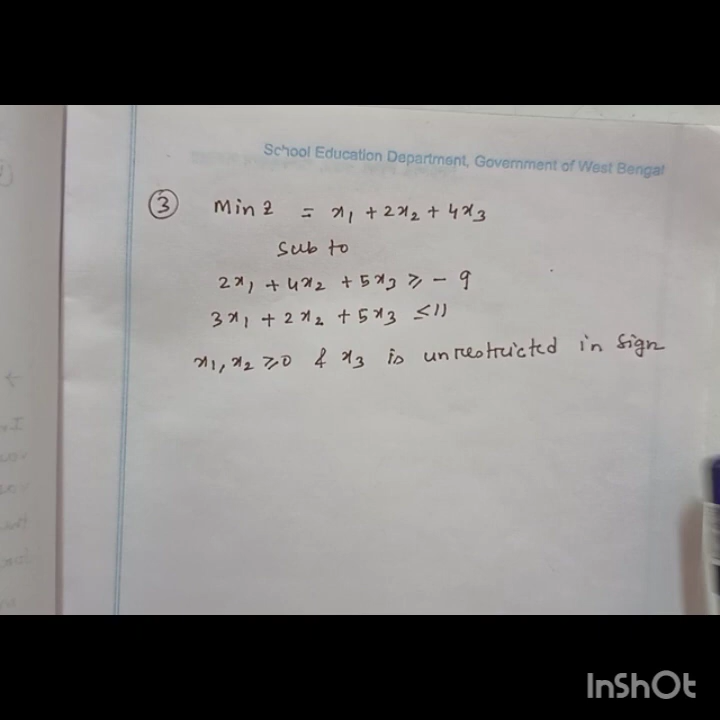 School Education Department, Government of West Bengal
③ Min Z = x₁ + 2x₂ + 4x₃
Sub to
2x₁ + 4x₂ + 5x₃ ≥ - 9
3x₁ + 2x₂ + 5x₃ ≤ 11
x₁, x₂ ≥ 0 & x₃ is unrestricted in sign
InShOt